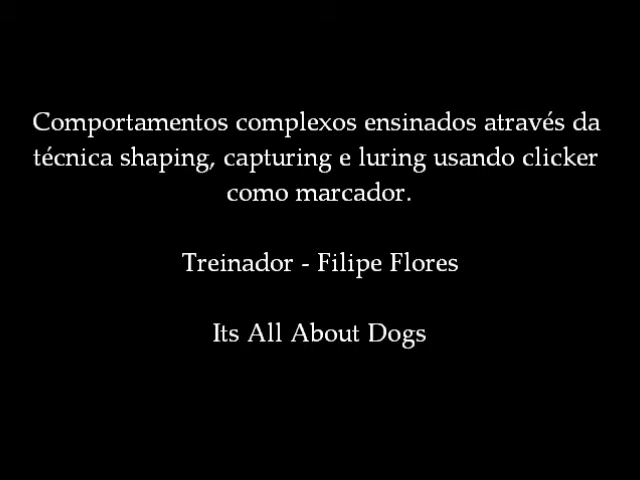 Comportamentos complexos ensinados através da
técnica shaping, capturing e luring usando clicker
como marcador.
Treinador - Filipe Flores
Its All About Dogs